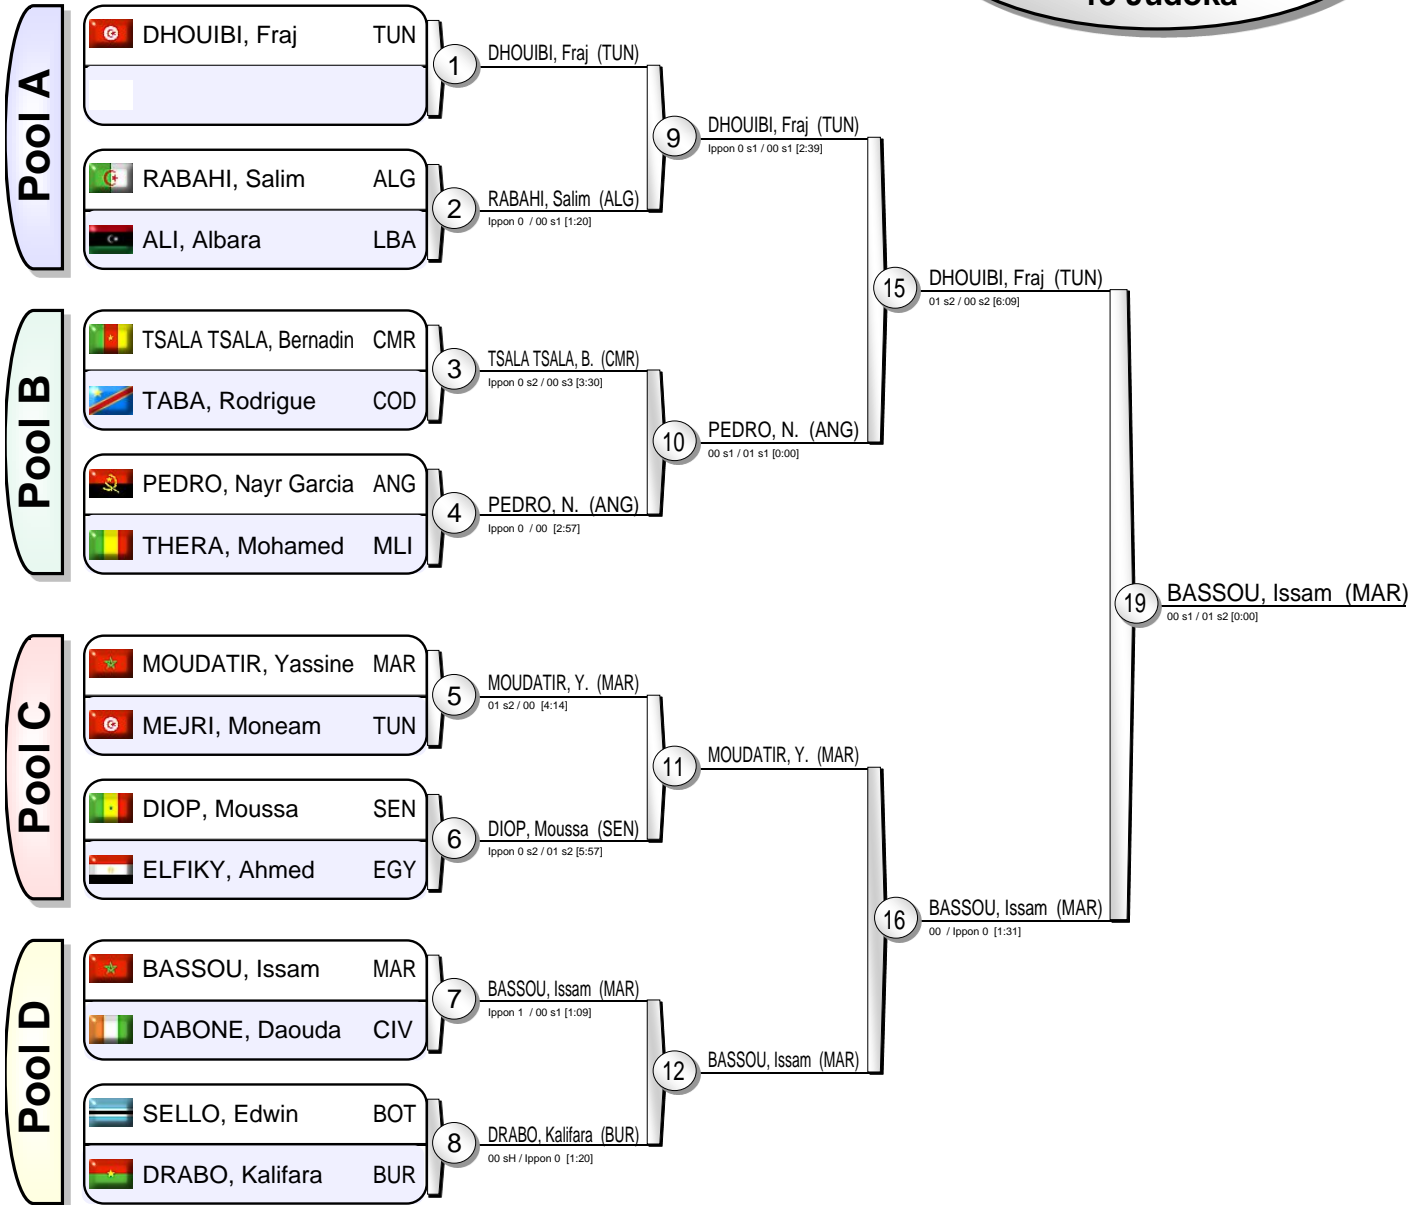 15 Judoka
Pool A
DHOUIBI, Fraj TUN
RABAHI, Salim ALG
ALI, Albara LBA
Pool B
TSALA TSALA, Bernadin CMR
TABA, Rodrigue COD
PEDRO, Nayr Garcia ANG
THERA, Mohamed MLI
Pool C
MOUDATIR, Yassine MAR
MEJRI, Moneam TUN
DIOP, Moussa SEN
ELFIKY, Ahmed EGY
Pool D
BASSOU, Issam MAR
DABONE, Daouda CIV
SELLO, Edwin BOT
DRABO, Kalifara BUR
1
DHOUIBI, Fraj (TUN)
2
RABAHI, Salim (ALG)
Ippon 0 / 00 s1 [1:20]
3
TSALA TSALA, B. (CMR)
Ippon 0 s2 / 00 s3 [3:30]
4
PEDRO, N. (ANG)
Ippon 0 / 00 [2:57]
5
MOUDATIR, Y. (MAR)
01 s2 / 00 [4:14]
6
DIOP, Moussa (SEN)
Ippon 0 s2 / 01 s2 [5:57]
7
BASSOU, Issam (MAR)
Ippon 1 / 00 s1 [1:09]
8
DRABO, Kalifara (BUR)
00 sH / Ippon 0 [1:20]
9
DHOUIBI, Fraj (TUN)
Ippon 0 s1 / 00 s1 [2:39]
10
PEDRO, N. (ANG)
00 s1 / 01 s1 [0:00]
11
MOUDATIR, Y. (MAR)
12
BASSOU, Issam (MAR)
15
DHOUIBI, Fraj (TUN)
01 s2 / 00 s2 [6:09]
16
BASSOU, Issam (MAR)
00 / Ippon 0 [1:31]
19
BASSOU, Issam (MAR)
00 s1 / 01 s2 [0:00]